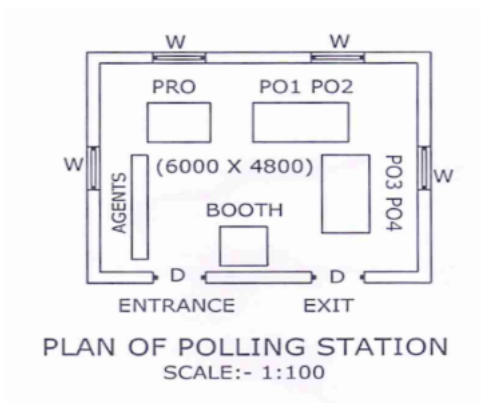 W W
PRO PO1 PO2
W (6000 X 4800) W
AGENTS
PO3 PO4
BOOTH
D D
ENTRANCE EXIT
PLAN OF POLLING STATION
SCALE:- 1:100